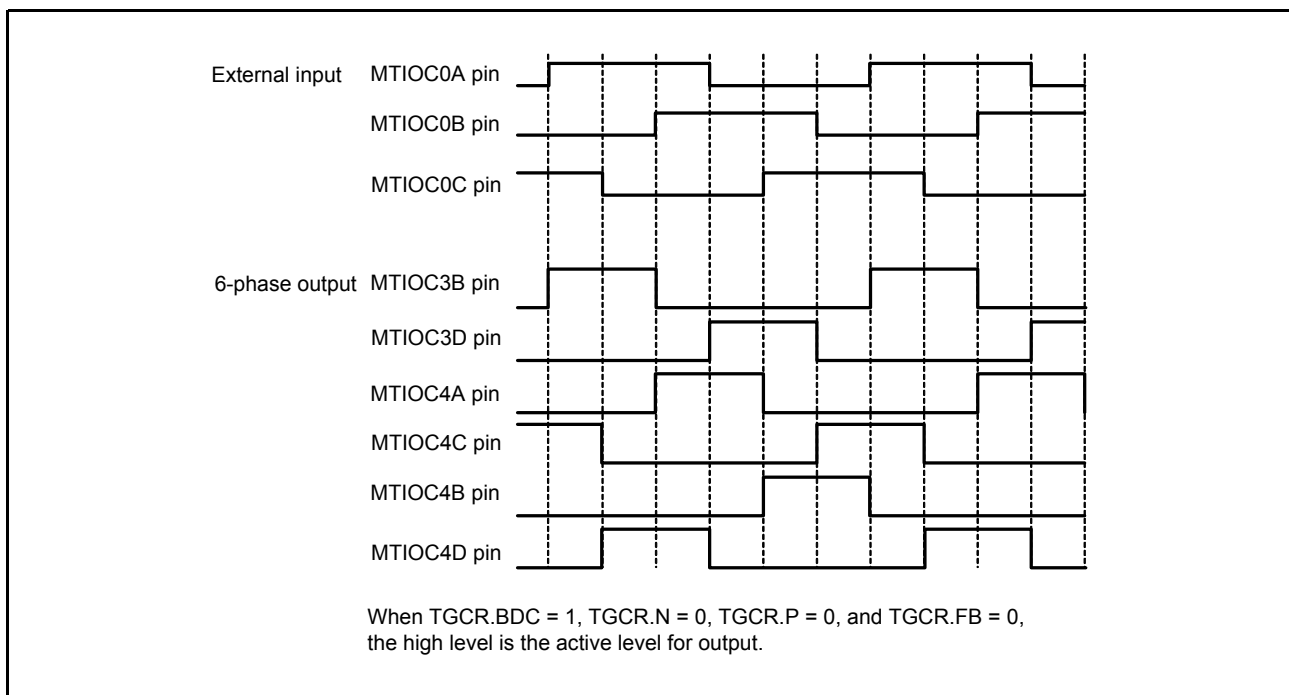 External input MTIOC0A pin
MTIOC0B pin
MTIOC0C pin
6-phase output MTIOC3B pin
MTIOC3D pin
MTIOC4A pin
MTIOC4C pin
MTIOC4B pin
MTIOC4D pin
When TGCR.BDC = 1, TGCR.N = 0, TGCR.P = 0, and TGCR.FB = 0,
the high level is the active level for output.